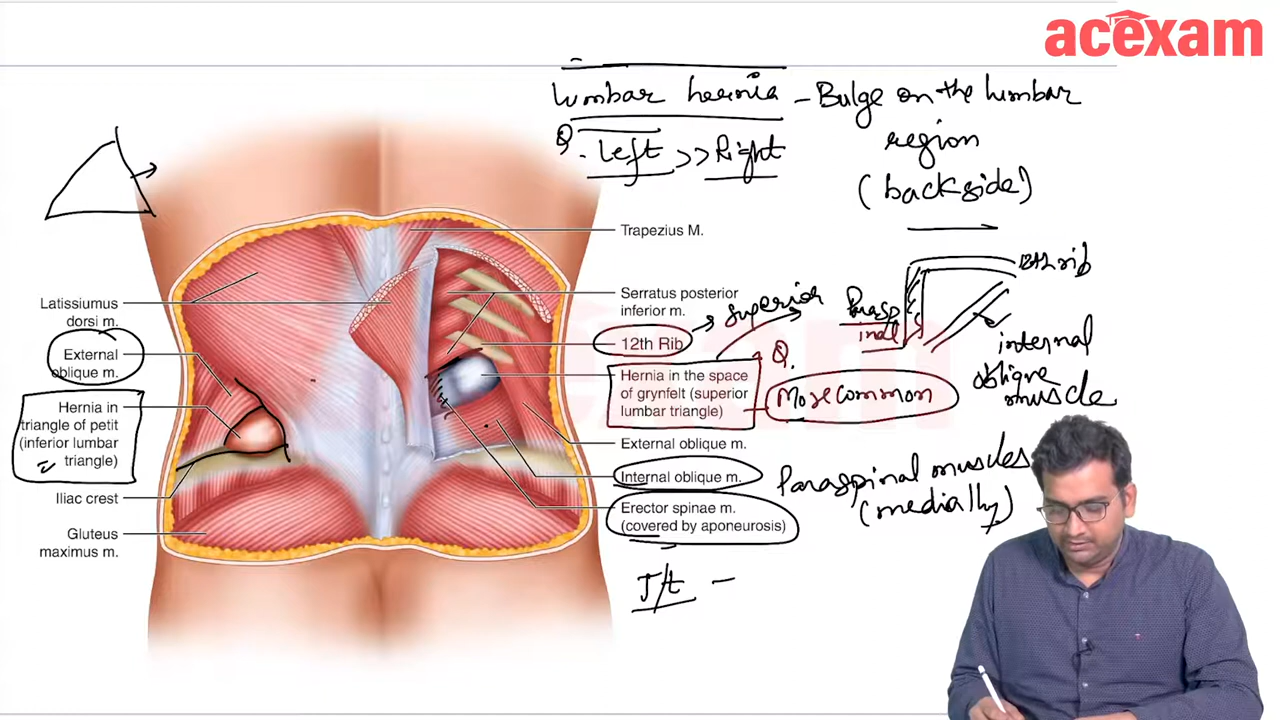 acexam
lumbar hernia - Bulge on the lumbar
region
(backside)
Q. Left >> Right
Trapezius M.
Serratus posterior
inferior m.
12th Rib
superior
Hernia in the space
of grynfelt (superior
lumbar triangle)
Q.
More common
External oblique m.
Internal oblique m.
Erector spinae m.
(covered by aponeurosis)
T/t -
Latissiumus
dorsi m.
External
oblique m.
Hernia in
triangle of petit
(inferior lumbar
triangle)
Iliac crest
Gluteus
maximus m.
12th rib
Parasp
inal
internal
oblique
muscle
Paraspinal muscles
(medially)